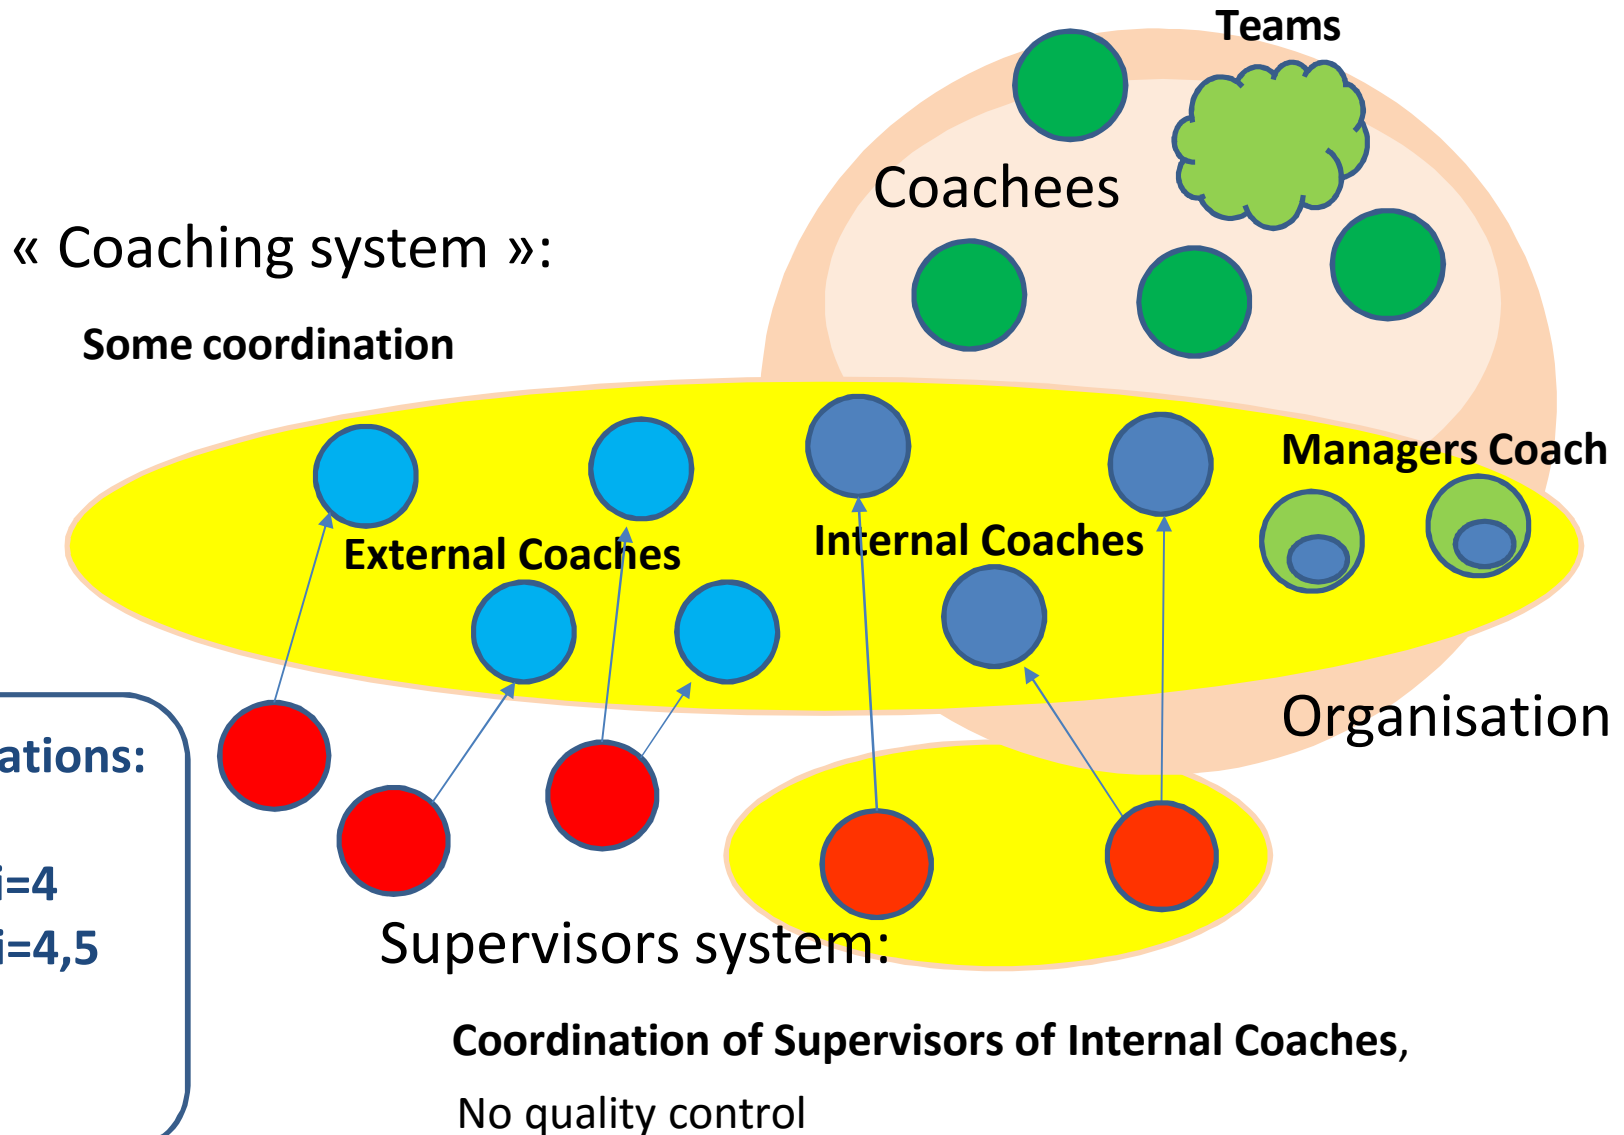 Teams
Coachees
« Coaching system »:
Some coordination
Managers Coach
External Coaches
Internal Coaches
Organisation
ations:
i=4
i=4,5
Supervisors system:
Coordination of Supervisors of Internal Coaches,
No quality control